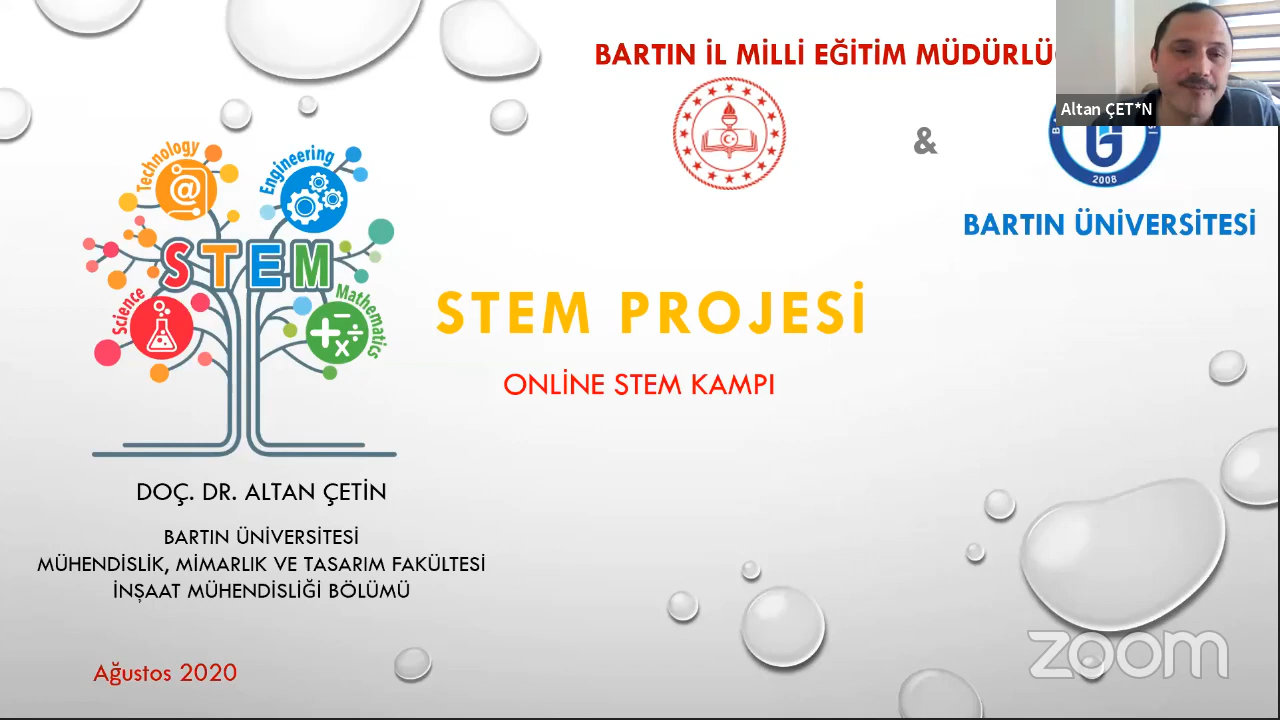 BARTIN İL MİLLİ EĞİTİM
Altan ÇET*N
&
2008
BARTIN ÜNİVERSİTESİ
Technology
@
Engineering
STEM
Science
Mathematics
STEM PROJESİ
ONLİNE STEM KAMPI
DOÇ. DR. ALTAN ÇETİN
BARTIN ÜNİVERSİTESİ
MÜHENDİSLİK, MİMARLIK VE TASARIM FAKÜLTESİ
İNŞAAT MÜHENDİSLİĞİ BÖLÜMÜ
Ağustos 2020
zoom